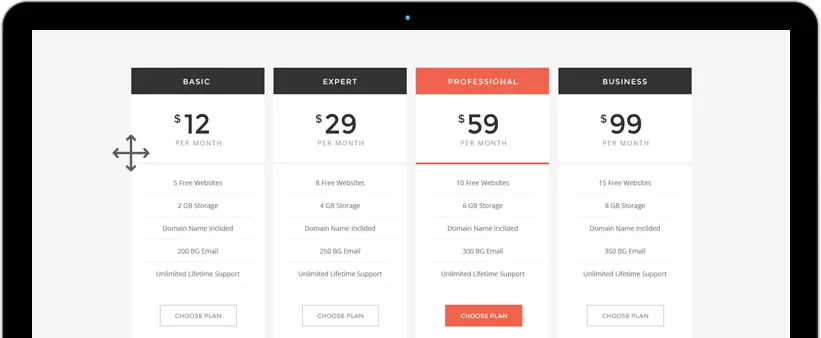 BASIC
$12
PER MONTH
5 Free Websites
2 GB Storage
Domain Name Inclided
200 BG Email
Unlimited Lifetime Support
CHOOSE PLAN
EXPERT
$29
PER MONTH
8 Free Websites
4 GB Storage
Domain Name Inclided
250 BG Email
Unlimited Lifetime Support
CHOOSE PLAN
PROFESSIONAL
$59
PER MONTH
10 Free Websites
6 GB Storage
Domain Name Inclided
300 BG Email
Unlimited Lifetime Support
CHOOSE PLAN
BUSINESS
$99
PER MONTH
15 Free Websites
8 GB Storage
Domain Name Inclided
350 BG Email
Unlimited Lifetime Support
CHOOSE PLAN